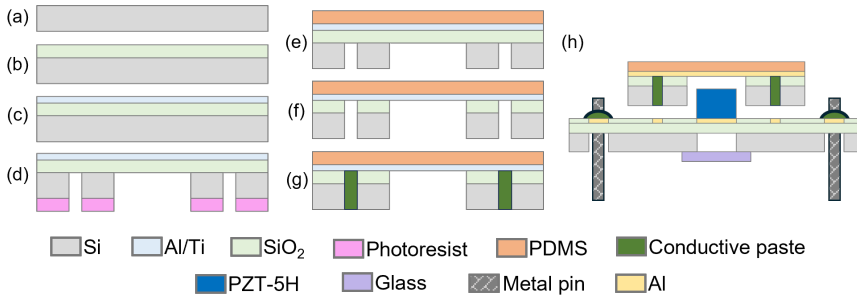 (a)
(b)
(c)
(d)
(e)
(f)
(g)
(h)
Si Al/Ti SiO₂ Photoresist PDMS Conductive paste
PZT-5H Glass Metal pin Al